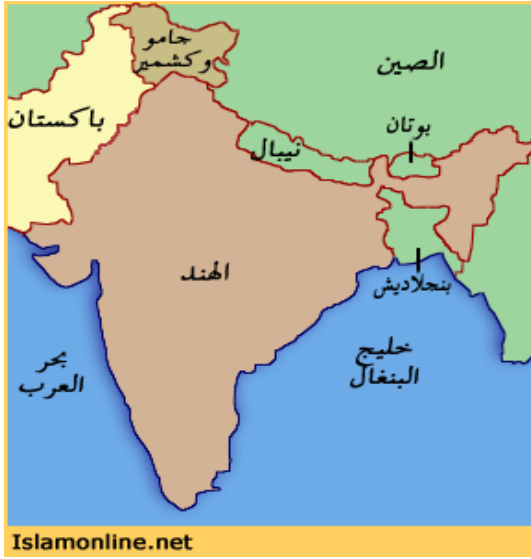 جامو
وكشمير
الصين
باكستان
بوتان
نيبال
الهند
بنجلاديش
بحر
العرب
خليج
البنغال
Islamonline.net